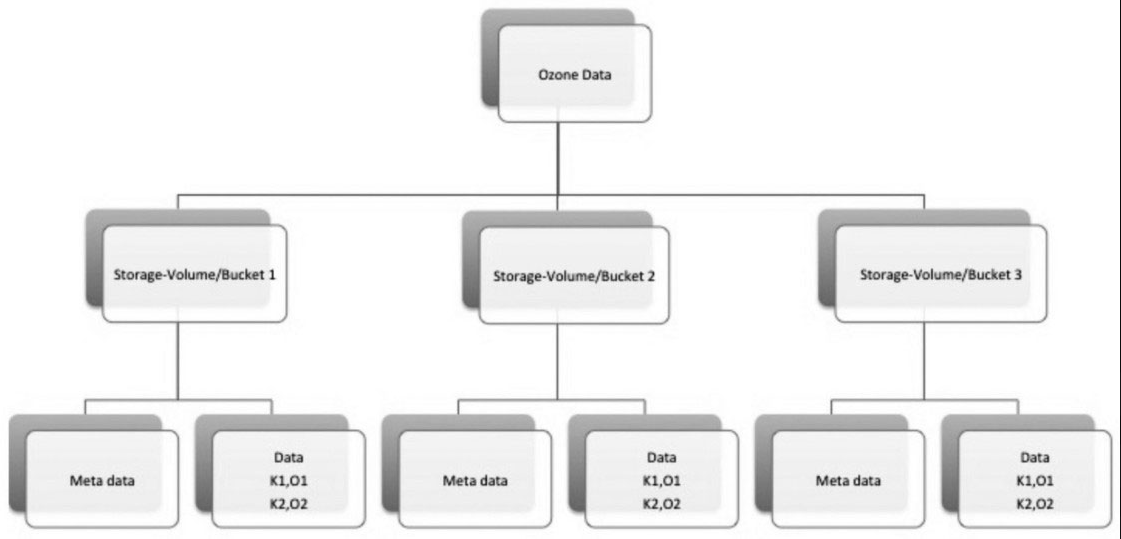 Ozone Data
Storage-Volume/Bucket 1
Storage-Volume/Bucket 2
Storage-Volume/Bucket 3
Meta data
Data
K1,O1
K2,O2
Meta data
Data
K1,O1
K2,O2
Meta data
Data
K1,O1
K2,O2